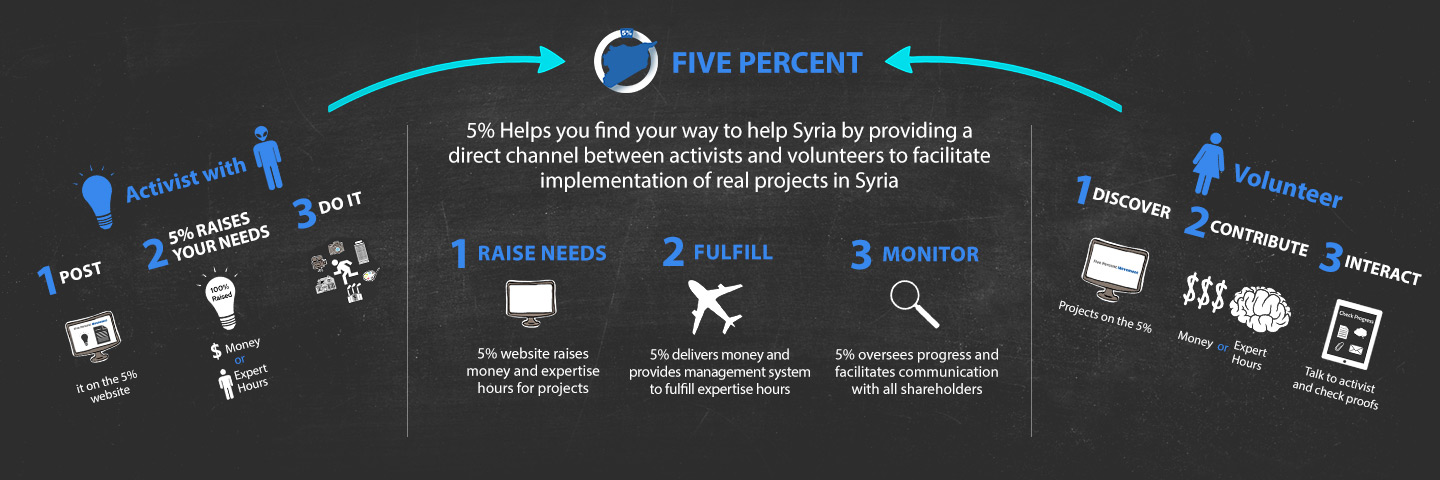 5%
FIVE PERCENT
5% Helps you find your way to help Syria by providing a
direct channel between activists and volunteers to facilitate
implementation of real projects in Syria
Activist with
1 POST
it on the 5%
website
2 5% RAISES
YOUR NEEDS
100%
Raised
$ Money
or
Expert
Hours
3 DO IT
1 RAISE NEEDS
5% website raises
money and expertise
hours for projects
2 FULFILL
5% delivers money and
provides management system
to fulfill expertise hours
3 MONITOR
5% oversees progress and
facilitates communication
with all shareholders
Volunteer
1 DISCOVER
Five Percent Movement
Projects on the 5%
2 CONTRIBUTE
$$$
Money or Expert
Hours
3 INTERACT
Check Progress
Talk to activist
and check proofs